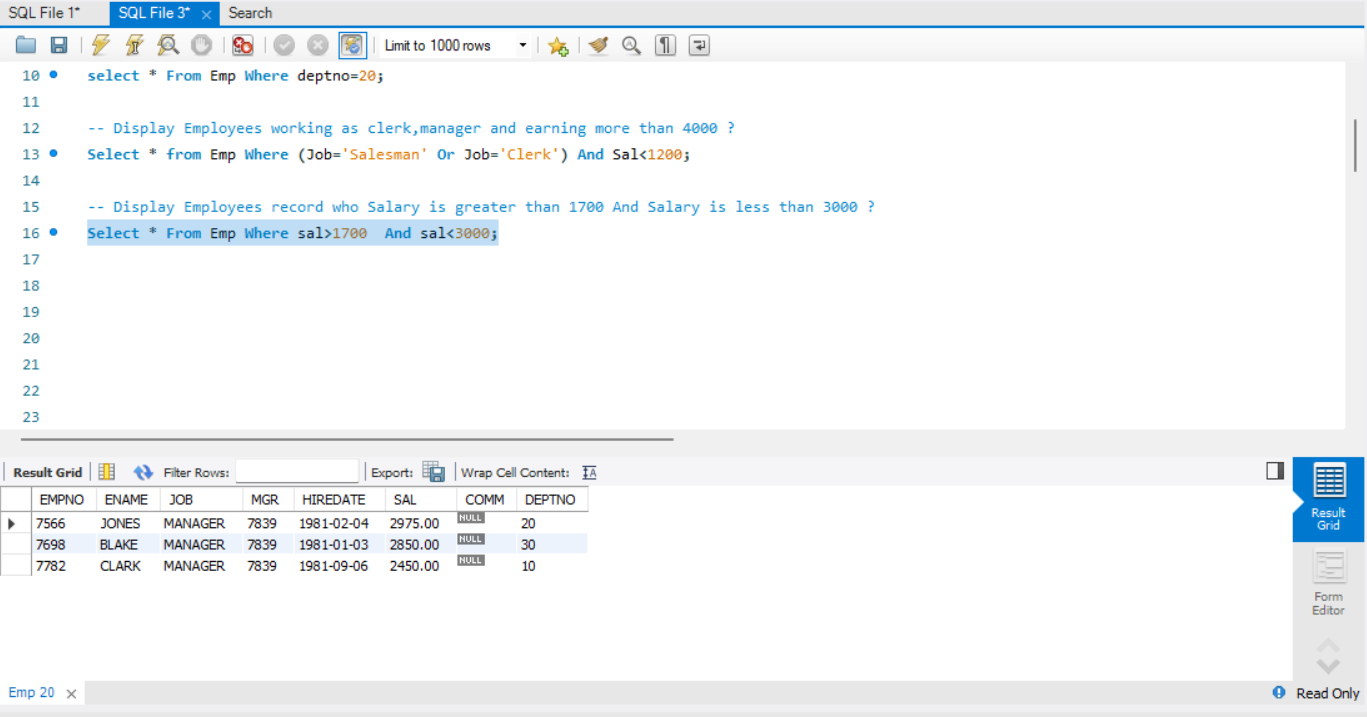 SQL File 1* SQL File 3* Search
Limit to 1000 rows
10 select * From Emp Where deptno=20;
11
12 -- Display Employees working as clerk,manager and earning more than 4000 ?
13 Select * from Emp Where (Job='Salesman' Or Job='Clerk') And Sal<1200;
14
15 -- Display Employees record who Salary is greater than 1700 And Salary is less than 3000 ?
16 Select * From Emp Where sal>1700  And sal<3000;
17
18
19
20
21
22
23
Result Grid Filter Rows: Export: Wrap Cell Content: IA
EMPNO ENAME JOB MGR HIREDATE SAL COMM DEPTNO
7566 JONES MANAGER 7839 1981-02-04 2975.00 NULL 20
7698 BLAKE MANAGER 7839 1981-01-03 2850.00 NULL 30
7782 CLARK MANAGER 7839 1981-09-06 2450.00 NULL 10
Result
Grid
Form
Editor
Emp 20 Read Only